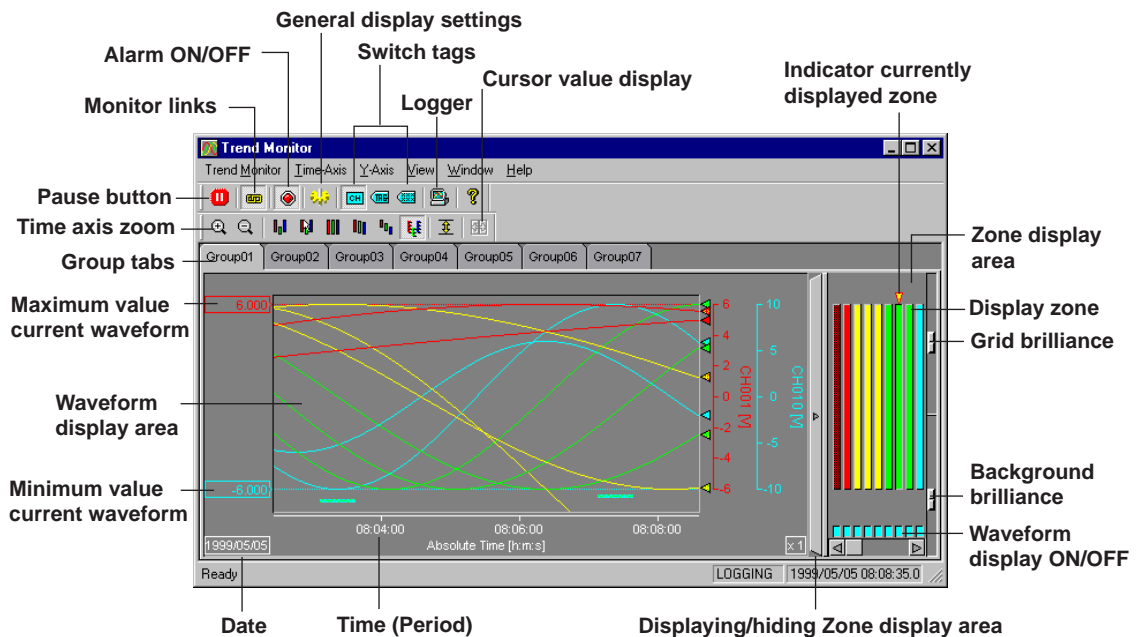 General display settings
Alarm ON/OFF
Switch tags
Cursor value display
Indicator currently
displayed zone
Monitor links
Logger
Trend Monitor
Trend Monitor Time-Axis Y-Axis View Window Help
Pause button
CH
TAG
Time axis zoom
Zone display
area
Group tabs
Group01 Group02 Group03 Group04 Group05 Group06 Group07
Maximum value
current waveform
6.000
6
4
2
0
-2
-4
-6
CH001 [V]
10
5
0
-5
-10
CH010 [V]
Display zone
Grid brilliance
Waveform
display area
Minimum value
current waveform
-6.000
Background
brilliance
08:04:00 08:06:00 08:08:00
1999/05/05
Absolute Time [h:m:s]
x 1
Waveform
display ON/OFF
Ready
LOGGING
1999/05/05 08:08:35.0
Date
Time (Period)
Displaying/hiding Zone display area